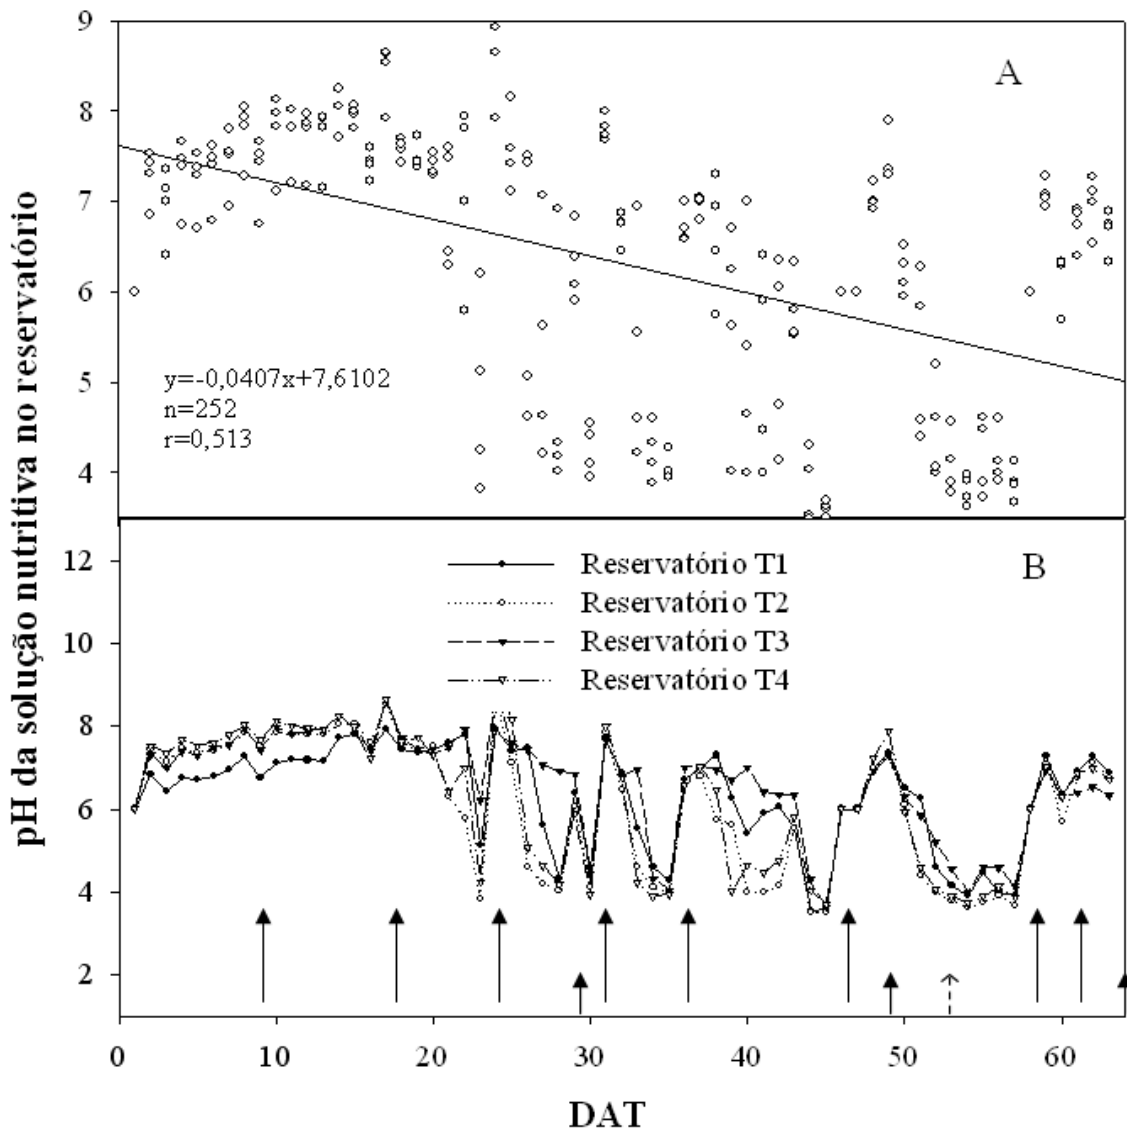 pH da solução nutritiva no reservatório
9
8
7
6
5
4
A
y=-0,0407x+7,6102
n=252
r=0,513
12
10
8
6
4
2
B
Reservatório T1
Reservatório T2
Reservatório T3
Reservatório T4
0 10 20 30 40 50 60
DAT